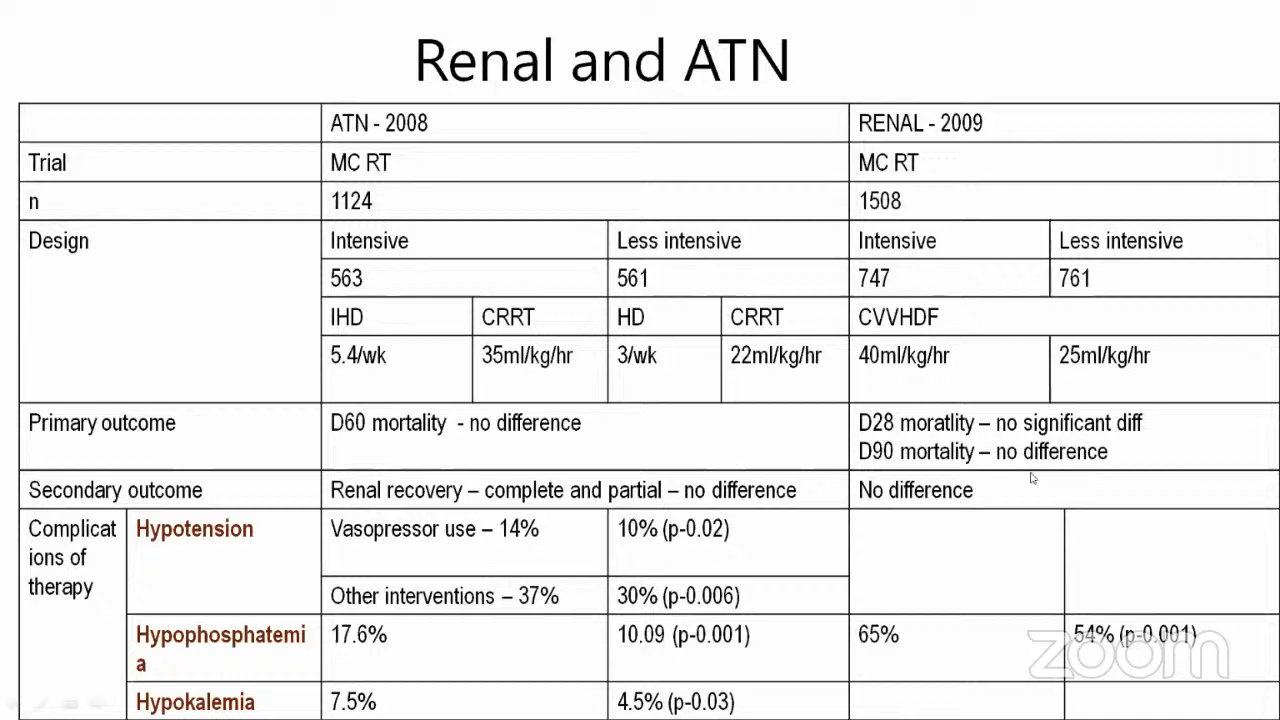 Renal and ATN
ATN - 2008 RENAL - 2009
Trial MC RT MC RT
n 1124 1508
Design Intensive Less intensive Intensive Less intensive
563 561 747 761
IHD CRRT HD CRRT CVVHDF
5.4/wk 35ml/kg/hr 3/wk 22ml/kg/hr 40ml/kg/hr 25ml/kg/hr
Primary outcome D60 mortality - no difference D28 moratlity – no significant diff
D90 mortality – no difference
Secondary outcome Renal recovery – complete and partial – no difference No difference
Complicat Hypotension Vasopressor use – 14% 10% (p-0.02)
ions of
therapy
Other interventions – 37% 30% (p-0.006)
Hypophosphatemi 17.6% 10.09 (p-0.001) 65% 54% (p-0.001)
a
zoom
Hypokalemia 7.5% 4.5% (p-0.03)